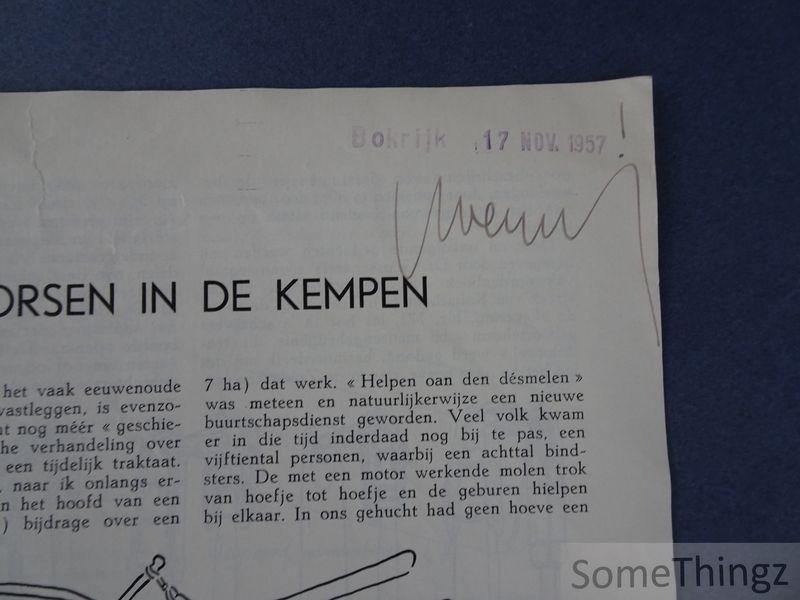 Bokrijk 17 NOV. 1957
ORSEN IN DE KEMPEN
het vaak eeuwenoude
vastleggen, is evenzo-
nt nog méér « geschie-
he verhandeling over
een tijdelijk traktaat.
, naar ik onlangs er-
n het hoofd van een
) bijdrage over een
7 ha) dat werk. « Helpen oan den désmelen »
was meteen en natuurlijkerwijze een nieuwe
buurtschapsdienst geworden. Veel volk kwam
er in die tijd inderdaad nog bij te pas, een
vijftiental personen, waarbij een achttal bind-
sters. De met een motor werkende molen trok
van hoefje tot hoefje en de geburen hielpen
bij elkaar. In ons gehucht had geen hoeve een
SomeThingz